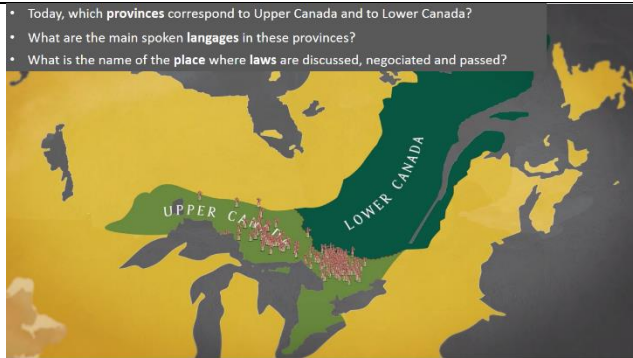 • Today, which provinces correspond to Upper Canada and to Lower Canada?
• What are the main spoken langages in these provinces?
• What is the name of the place where laws are discussed, negociated and passed?
UPPER CANADA
LOWER CANADA